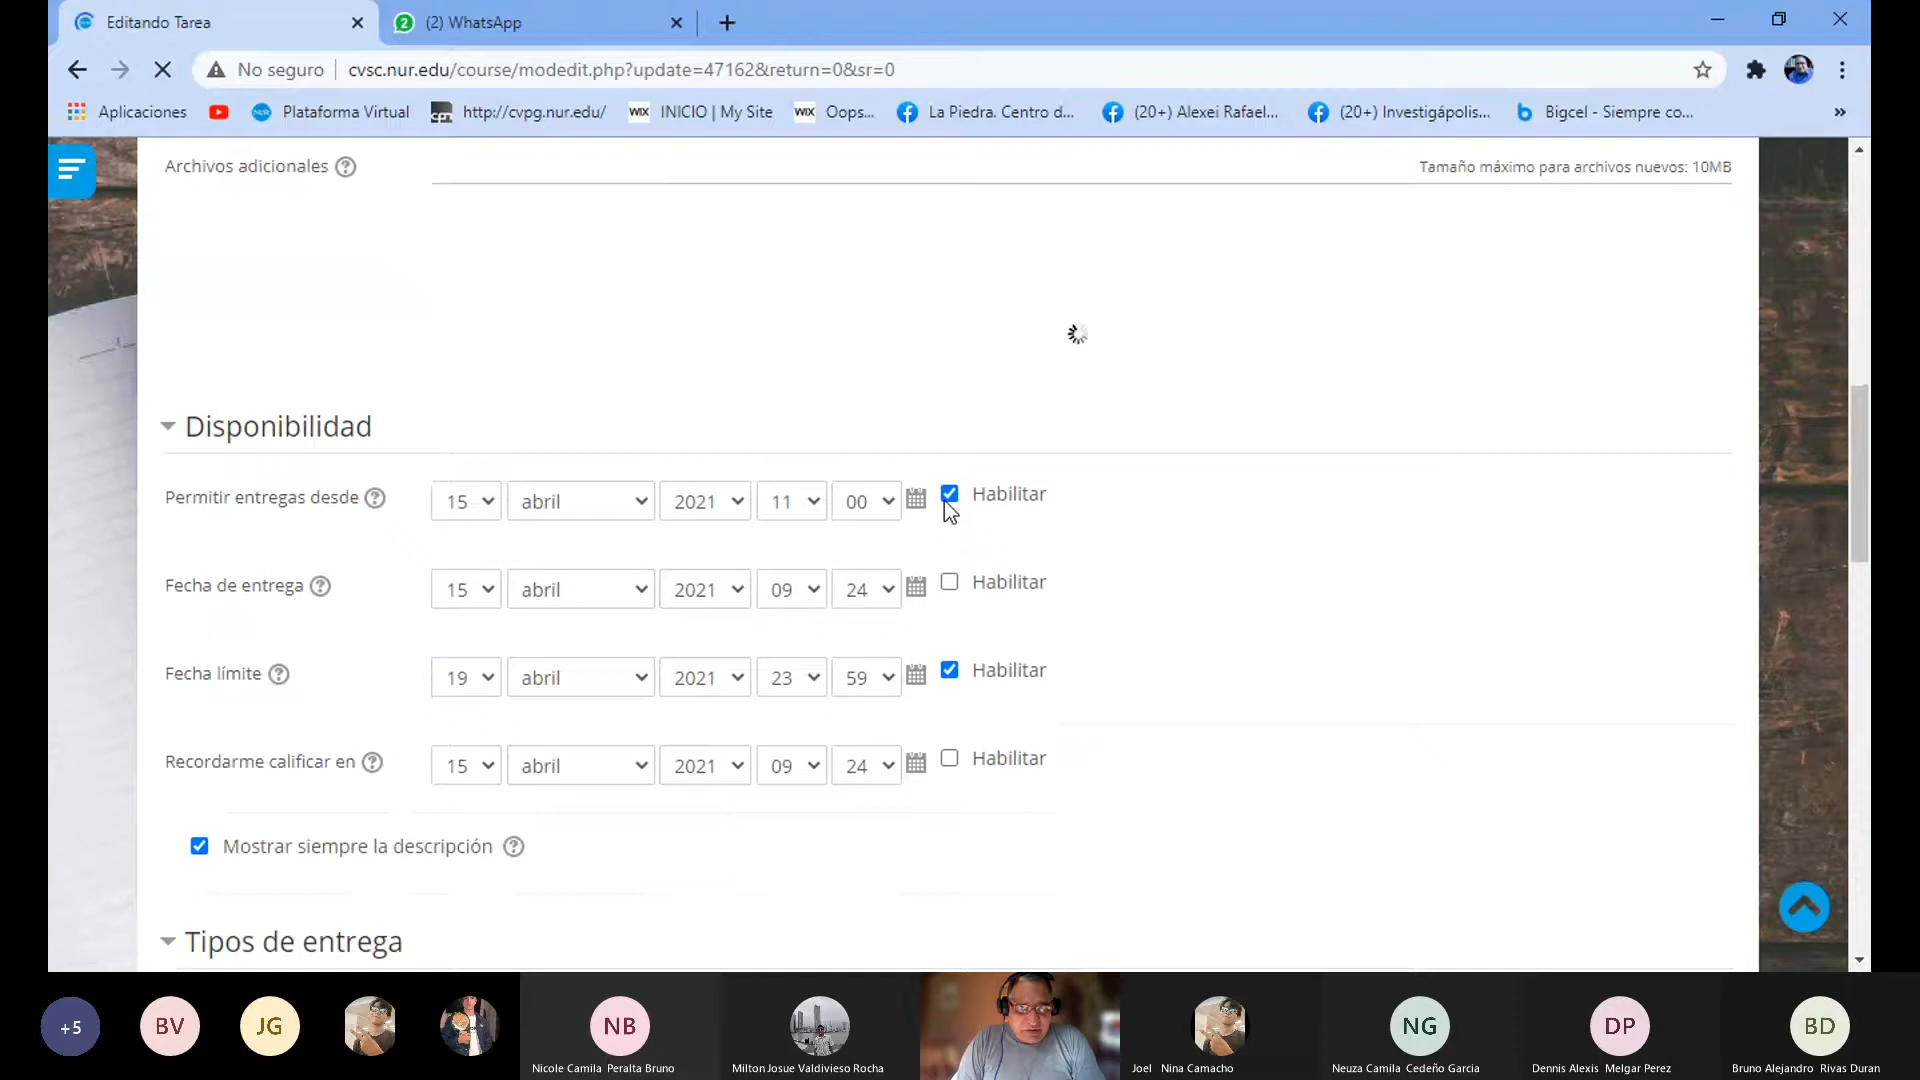 Editando Tarea
(2) WhatsApp
No seguro
cvsc.nur.edu/course/modedit.php?update=47162&return=0&sr=0
Aplicaciones
Plataforma Virtual
http://cvpg.nur.edu/
WIX INICIO | My Site
WIX Oops...
La Piedra. Centro d...
(20+) Alexei Rafael...
(20+) Investigápolis...
Bigcel - Siempre co...
»
Archivos adicionales
Tamaño máximo para archivos nuevos: 10MB
Disponibilidad
Permitir entregas desde 15 abril 2021 11 00 Habilitar
Fecha de entrega 15 abril 2021 09 24 Habilitar
Fecha límite 19 abril 2021 23 59 Habilitar
Recordarme calificar en 15 abril 2021 09 24 Habilitar
Mostrar siempre la descripción
Tipos de entrega
+5
BV
JG
NB
NG
DP
BD
Nicole Camila Peralta Bruno
Milton Josue Valdivieso Rocha
Joel Nina Camacho
Neuza Camila Cedeño Garcia
Dennis Alexis Melgar Perez
Bruno Alejandro Rivas Duran